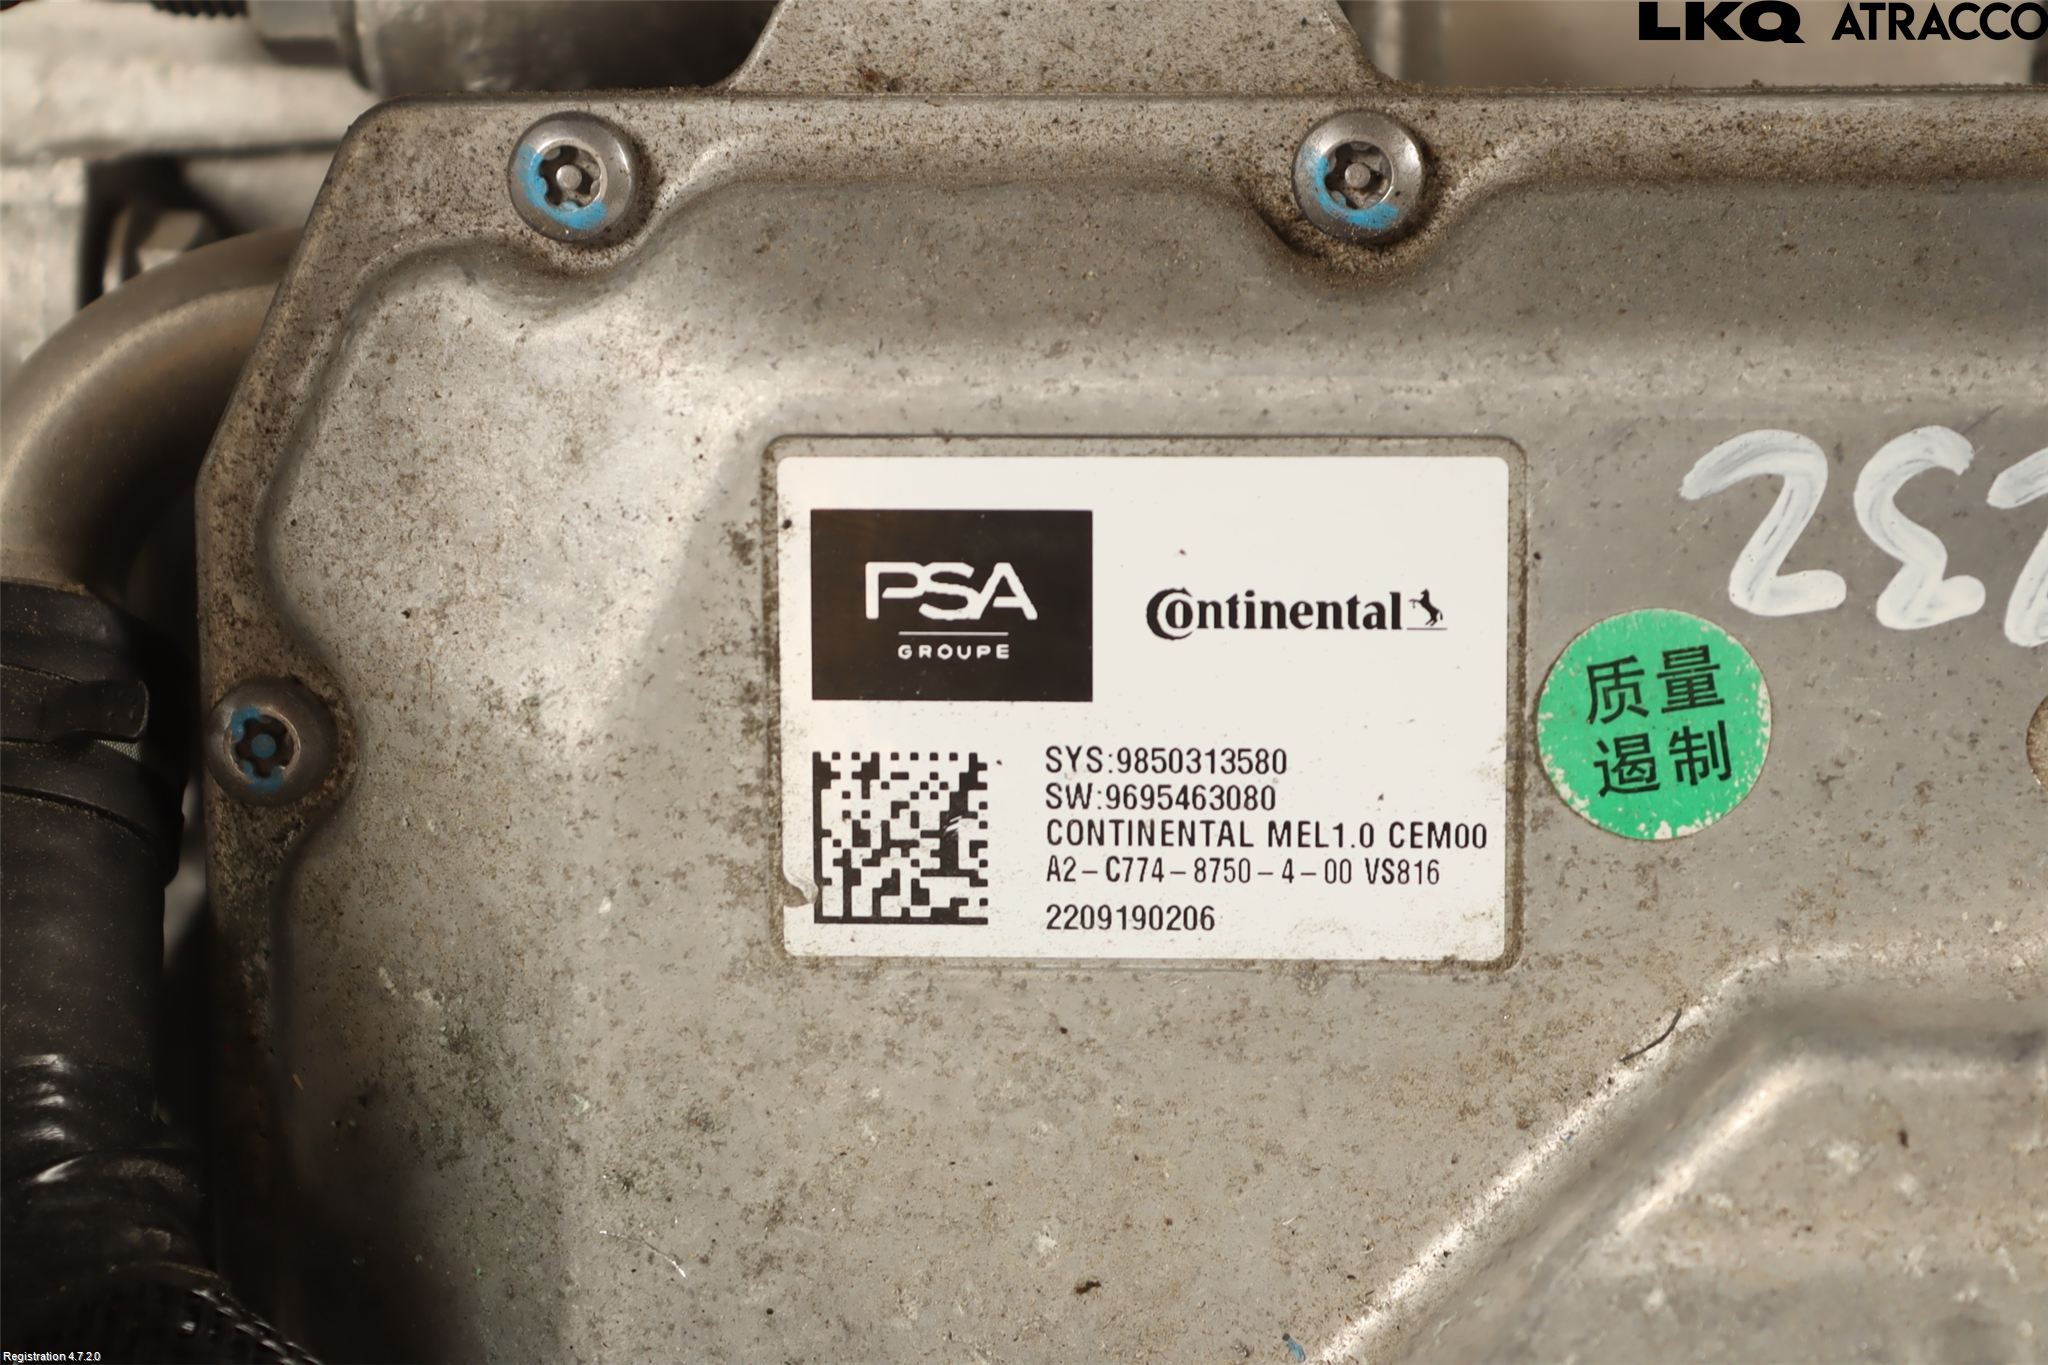 LKQ ATRACCO
PSA
GROUPE
Continental
SYS:9850313580
SW:9695463080
CONTINENTAL MEL1.0 CEM00
A2-C774-8750-4-00 VS816
2209190206
232
质量
遏制
Registration 4.7.2.0